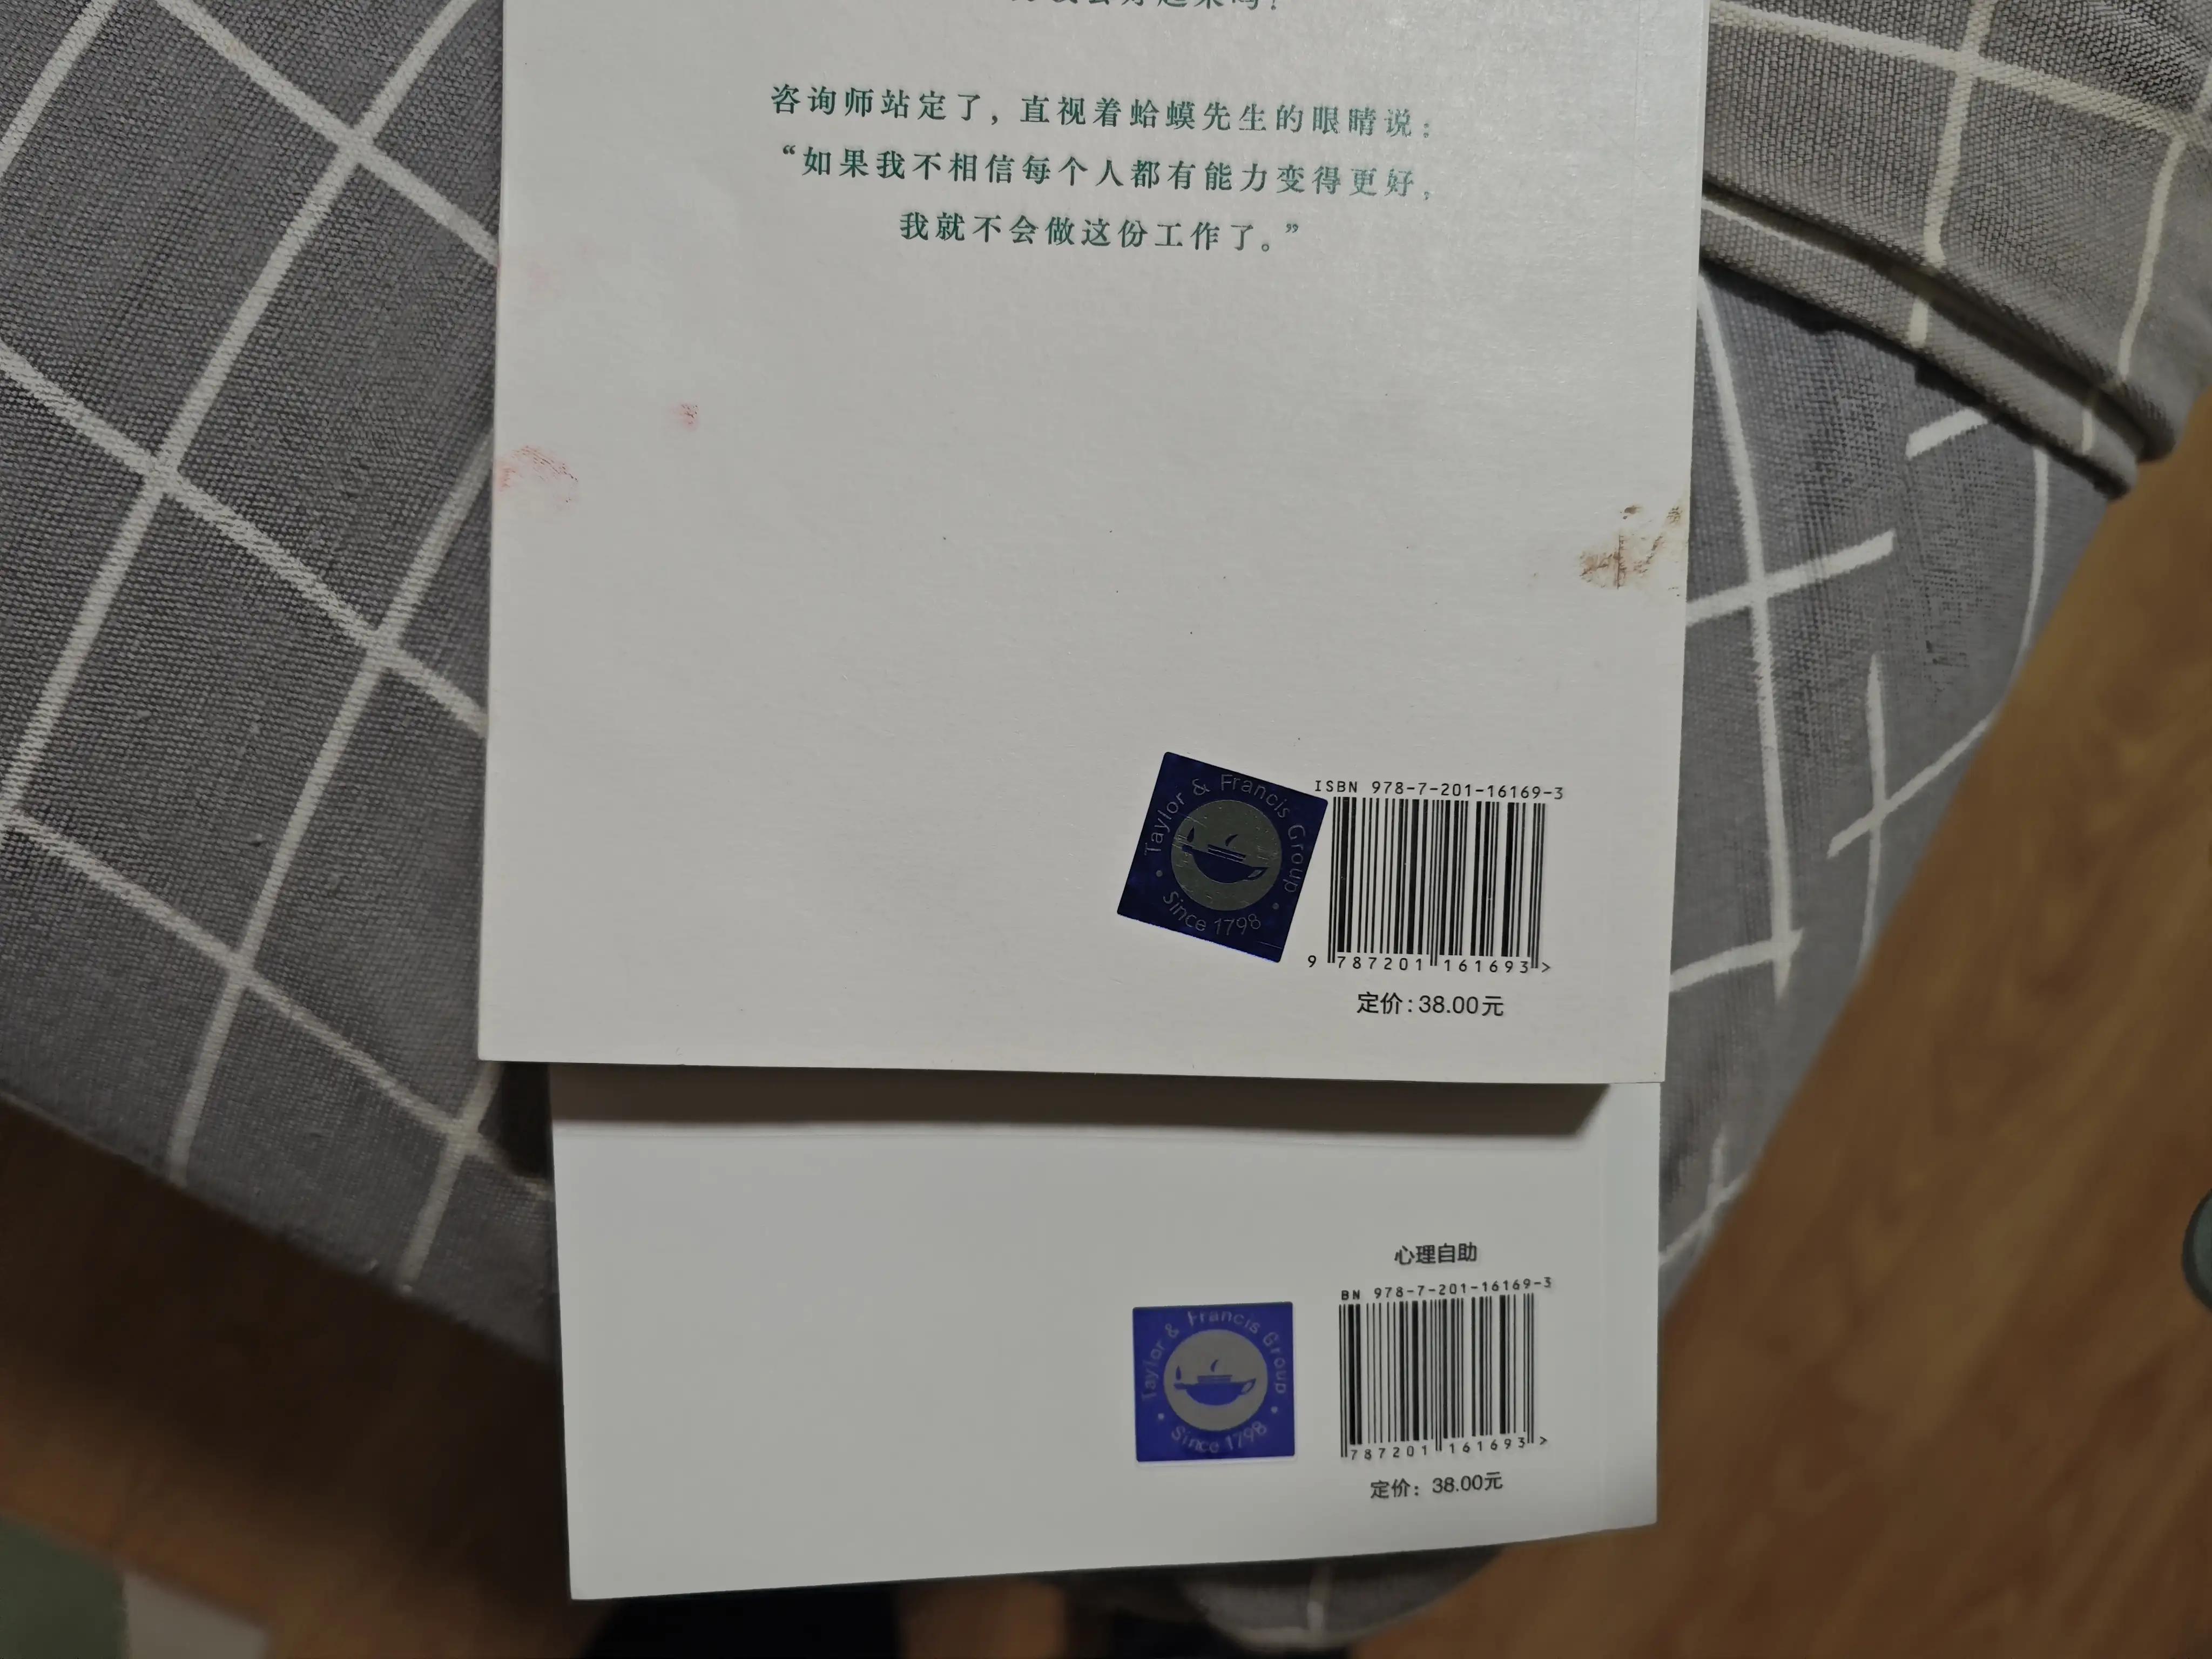 咨询师站定了，直视着蛤蟆先生的眼睛说：
“如果我不相信每个人都有能力变得更好，
我就不会做这份工作了。”
Taylor & Francis Group
Since 1798
ISBN 978-7-201-16169-3
9 787201 161693 >
定价:38.00元
心理自助
Taylor & Francis Group
Since 1798
BN 978-7-201-16169-3
787201 161693 >
定价：38.00元